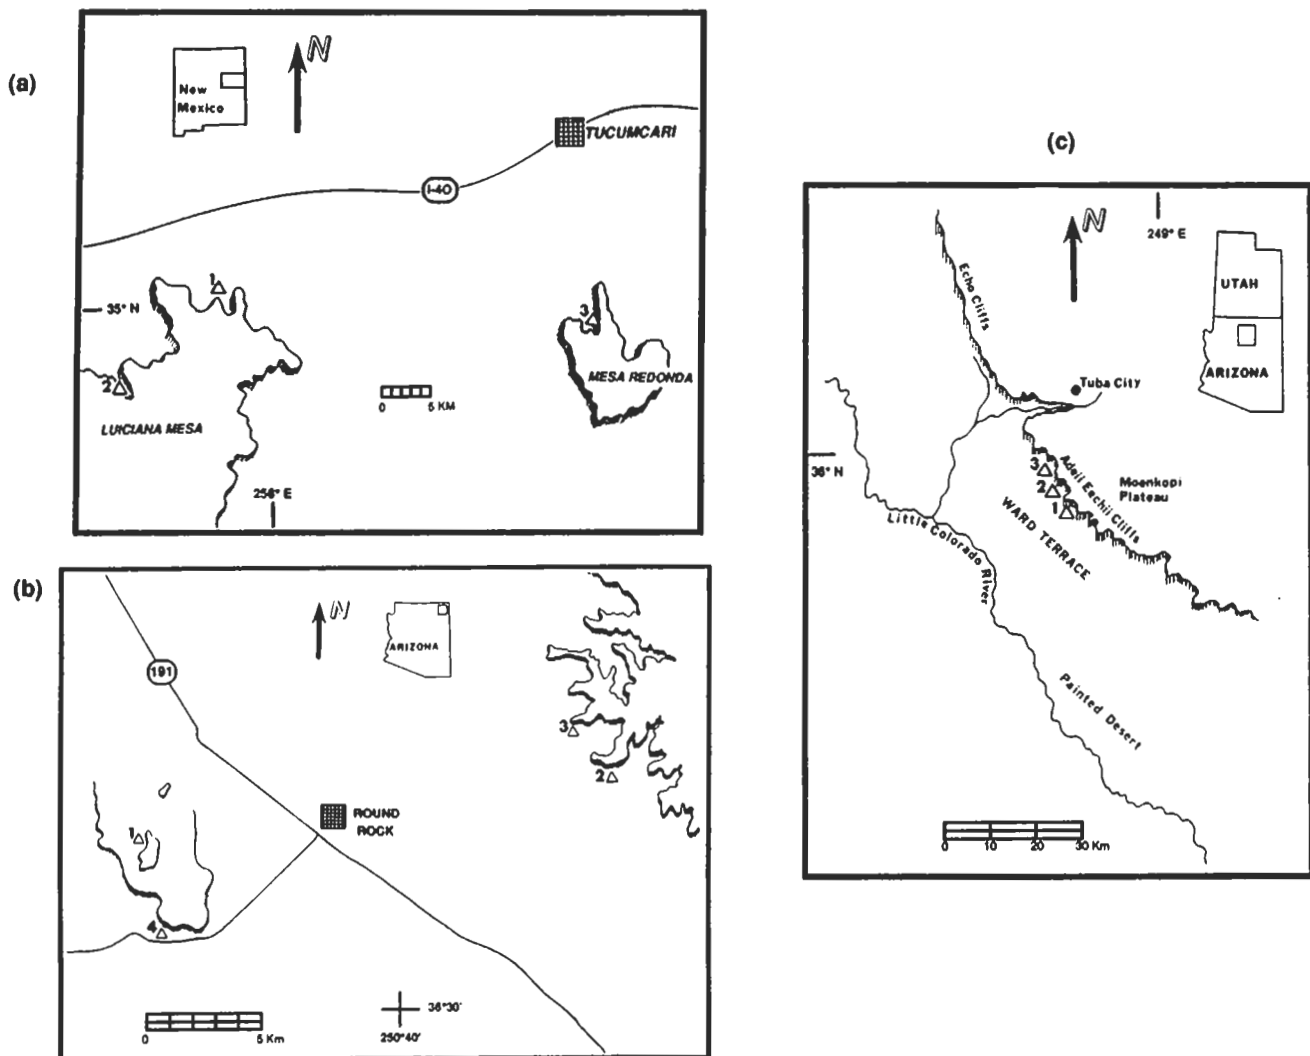 (a)
New
Mexico
N
TUCUMCARI
I-40
1
35° N
3
2
MESA REDONDA
0 5 KM
LUICIANA MESA
256° E
(b)
N
ARIZONA
191
3
2
ROUND
ROCK
1
4
36°30'
0 5 Km
250°40'
(c)
N
249° E
Echo Cliffs
UTAH
ARIZONA
Tuba City
36° N
3
2
1
Adeii Eechii Cliffs
Moenkopi
Plateau
WARD TERRACE
Little Colorado River
Painted Desert
0 10 20 30 Km